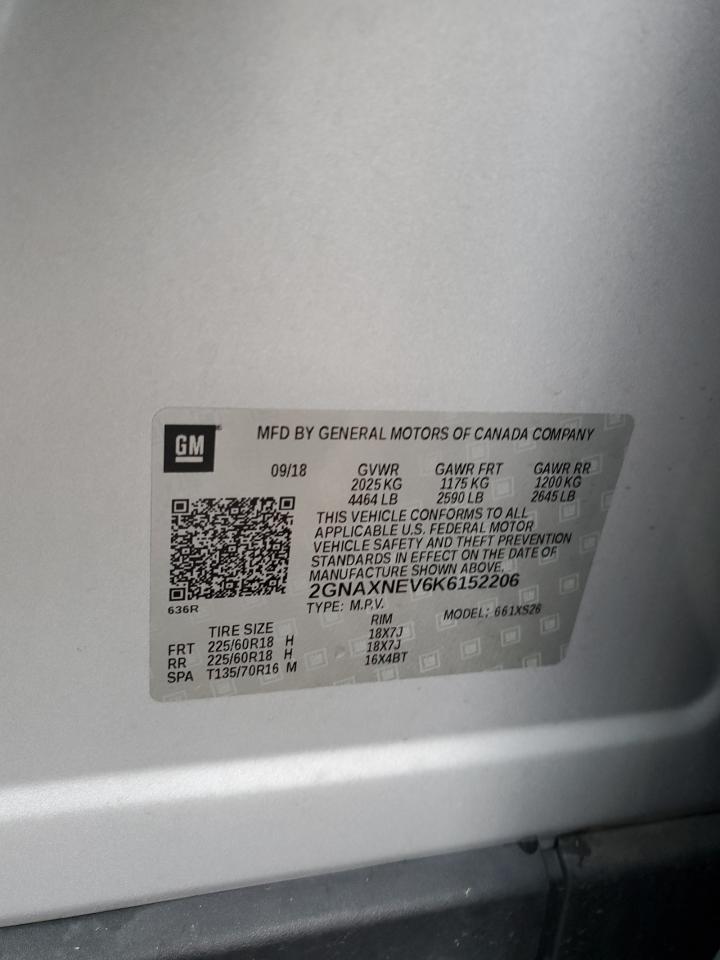 GM
MFD BY GENERAL MOTORS OF CANADA COMPANY
09/18 GVWR GAWR FRT GAWR RR
2025 KG 1175 KG 1200 KG
4464 LB 2590 LB 2645 LB
THIS VEHICLE CONFORMS TO ALL
APPLICABLE U.S. FEDERAL MOTOR
VEHICLE SAFETY AND THEFT PREVENTION
STANDARDS IN EFFECT ON THE DATE OF
MANUFACTURE SHOWN ABOVE.
2GNAXNEV6K6152206
636R
TYPE: M.P.V. MODEL: 661XS26
TIRE SIZE RIM
FRT 225/60R18 H 18X7J
RR 225/60R18 H 18X7J
SPA T135/70R16 M 16X4BT